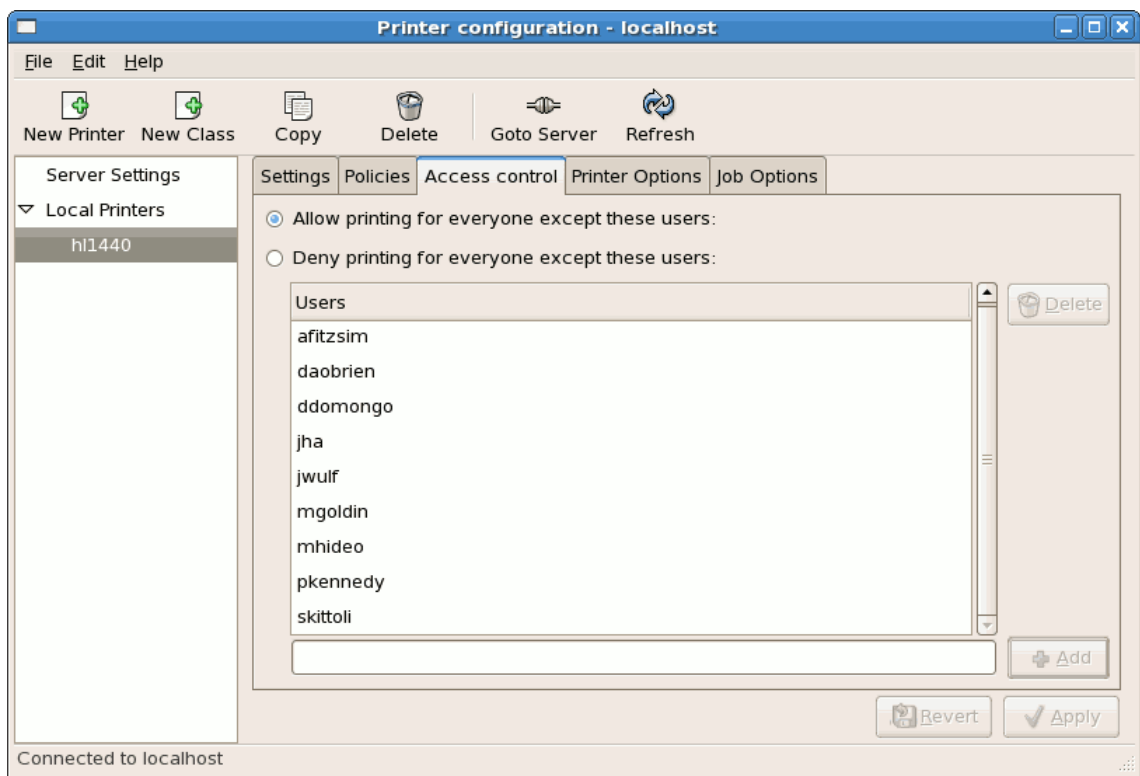 Printer configuration - localhost
File Edit Help
New Printer New Class Copy Delete Goto Server Refresh
Server Settings
Local Printers
hl1440
Settings Policies Access control Printer Options Job Options
Allow printing for everyone except these users:
Deny printing for everyone except these users:
Users
Delete
afitzsim
daobrien
ddomongo
jha
jwulf
mgoldin
mhideo
pkennedy
skittoli
Add
Revert Apply
Connected to localhost